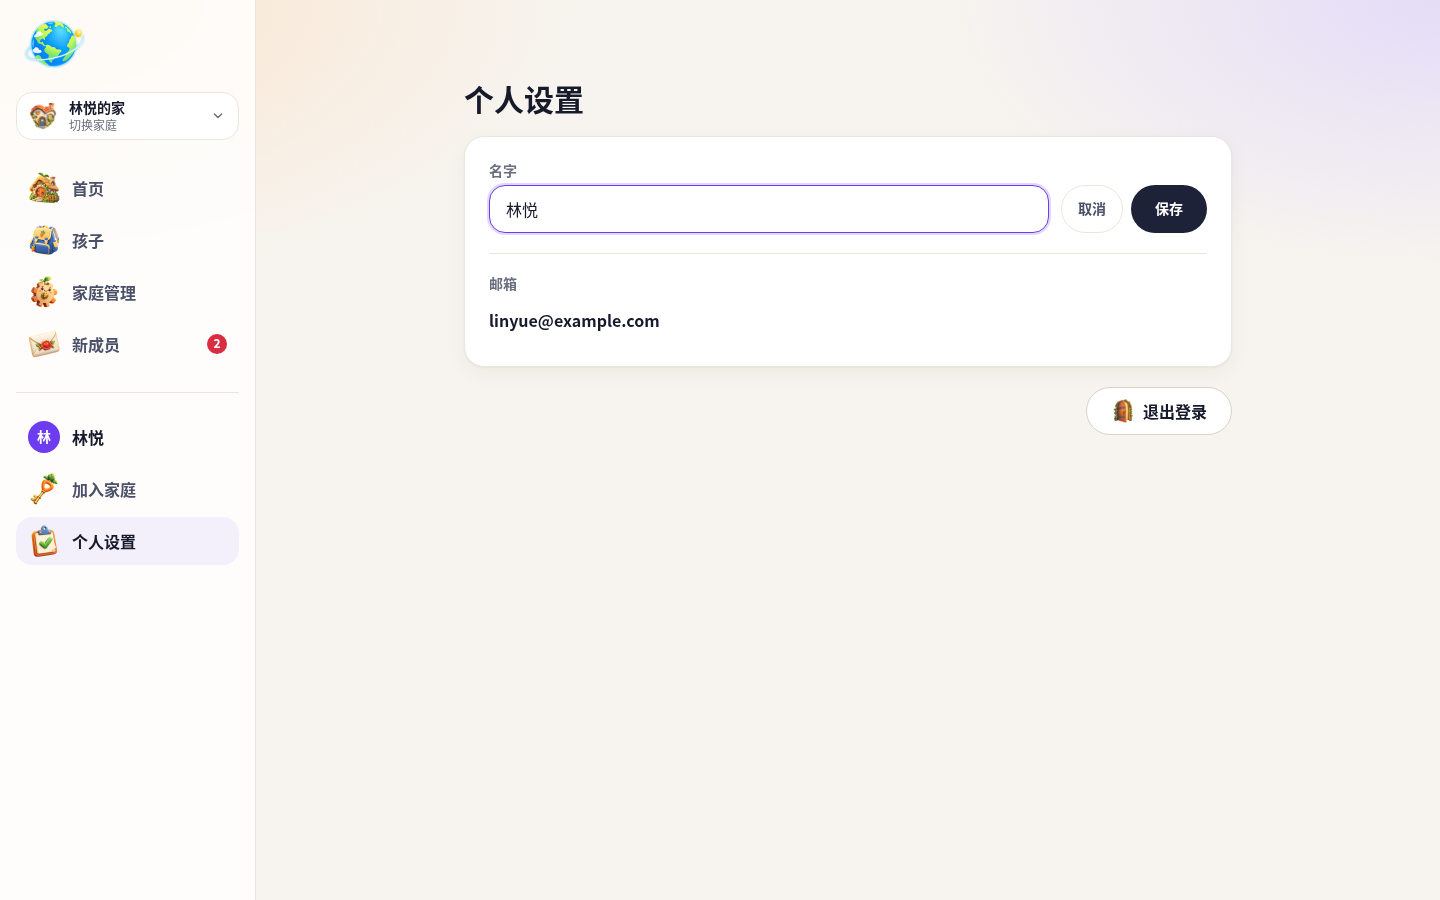 林悦的家
切换家庭
首页
孩子
家庭管理
新成员 2
林 林悦
加入家庭
个人设置
个人设置
名字
林悦 取消 保存
邮箱
linyue@example.com
退出登录